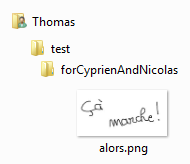 Thomas
test
forCyprienAndNicolas
Çà
marche!
alors.png